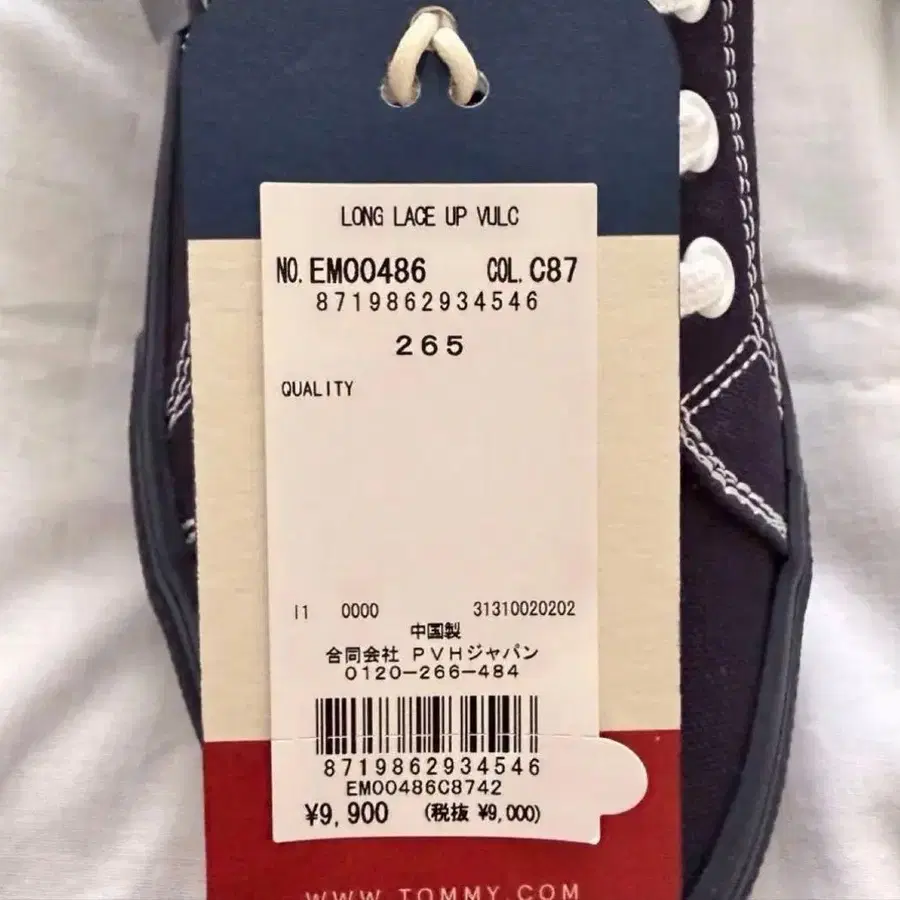 LONG LACE UP VULC
NO. EM00486 COL. C87
8719862934546
265
QUALITY
I1 0000 31310020202
中国製
合同会社 PVHジャパン
0120-266-484
8719862934546
EM00486C8742
¥9,900 (税抜 ¥9,000)
WWW.TOMMY.COM